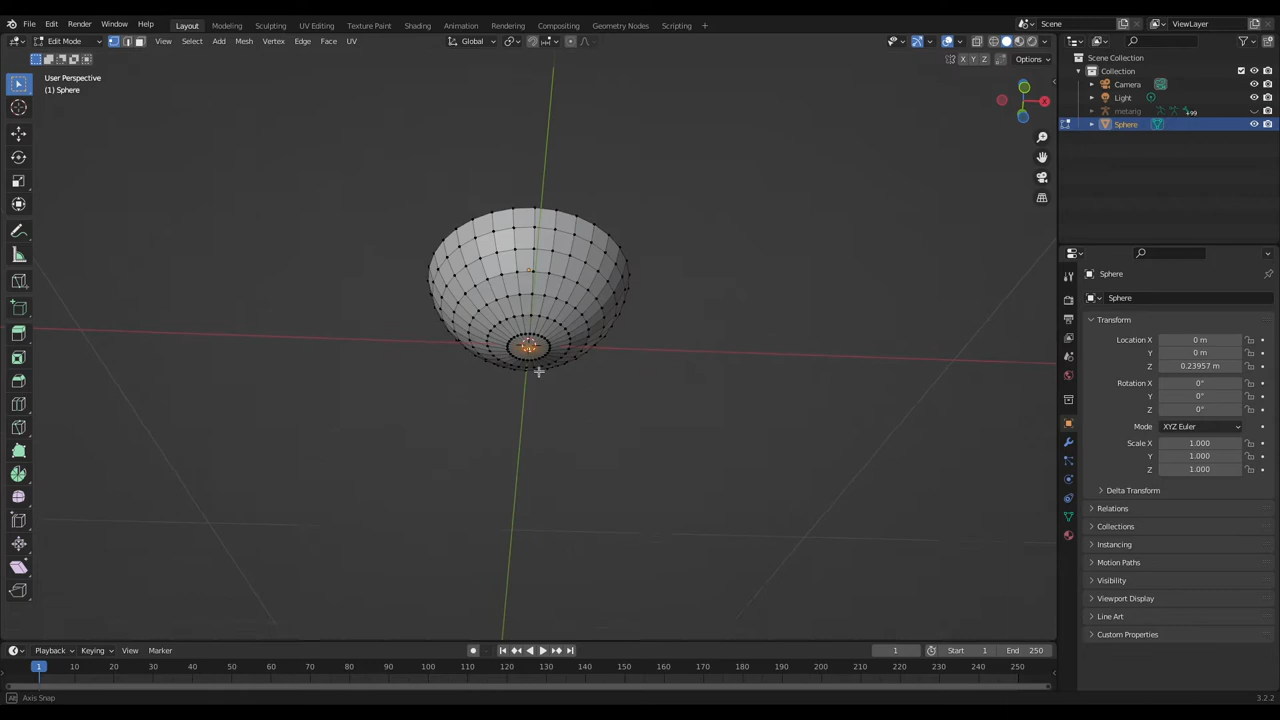 File Edit Render Window Help Layout Modeling Sculpting UV Editing Texture Paint Shading Animation Rendering Compositing Geometry Nodes Scripting + Scene ViewLayer
Edit Mode View Select Add Mesh Vertex Edge Face UV Global
X Y Z Options
User Perspective
(1) Sphere
X
Scene Collection
Collection
Camera
Light
metarig 99
Sphere
Sphere
Sphere
Transform
Location X 0 m
Y 0 m
Z 0.23957 m
Rotation X 0°
Y 0°
Z 0°
Mode XYZ Euler
Scale X 1.000
Y 1.000
Z 1.000
Delta Transform
Relations
Collections
Instancing
Motion Paths
Visibility
Viewport Display
Line Art
Custom Properties
Playback Keying View Marker 1 Start 1 End 250
1 10 20 30 40 50 60 70 80 90 100 110 120 130 140 150 160 170 180 190 200 210 220 230 240 250
Alt Axis Snap 3.2.2